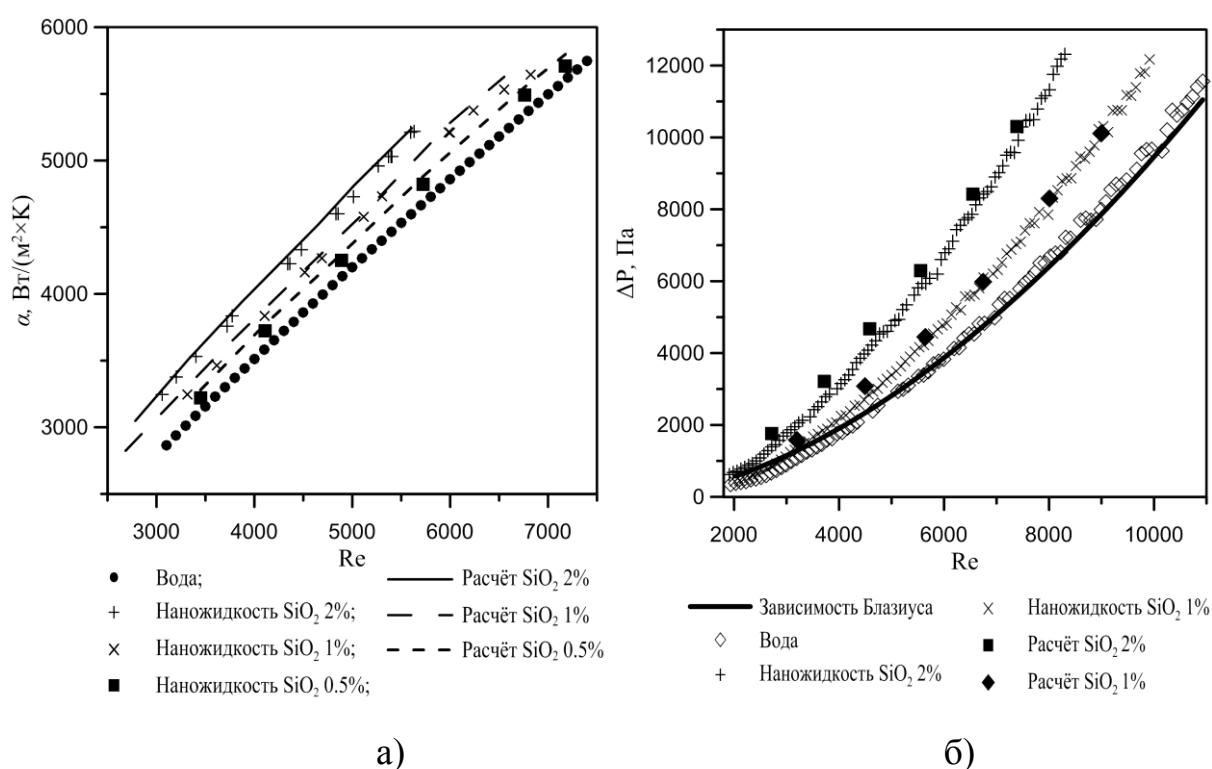 6000
5000
4000
3000
α, Вт/(м²×К)
3000 4000 5000 6000 7000
Re
Вода;
Наножидкость SiO₂ 2%;
Наножидкость SiO₂ 1%;
Наножидкость SiO₂ 0.5%;
Расчёт SiO₂ 2%
Расчёт SiO₂ 1%
Расчёт SiO₂ 0.5%
а)
12000
10000
8000
6000
4000
2000
0
ΔP, Па
2000 4000 6000 8000 10000
Re
Зависимость Блазиуса
Вода
Наножидкость SiO₂ 2%
Наножидкость SiO₂ 1%
Расчёт SiO₂ 2%
Расчёт SiO₂ 1%
б)